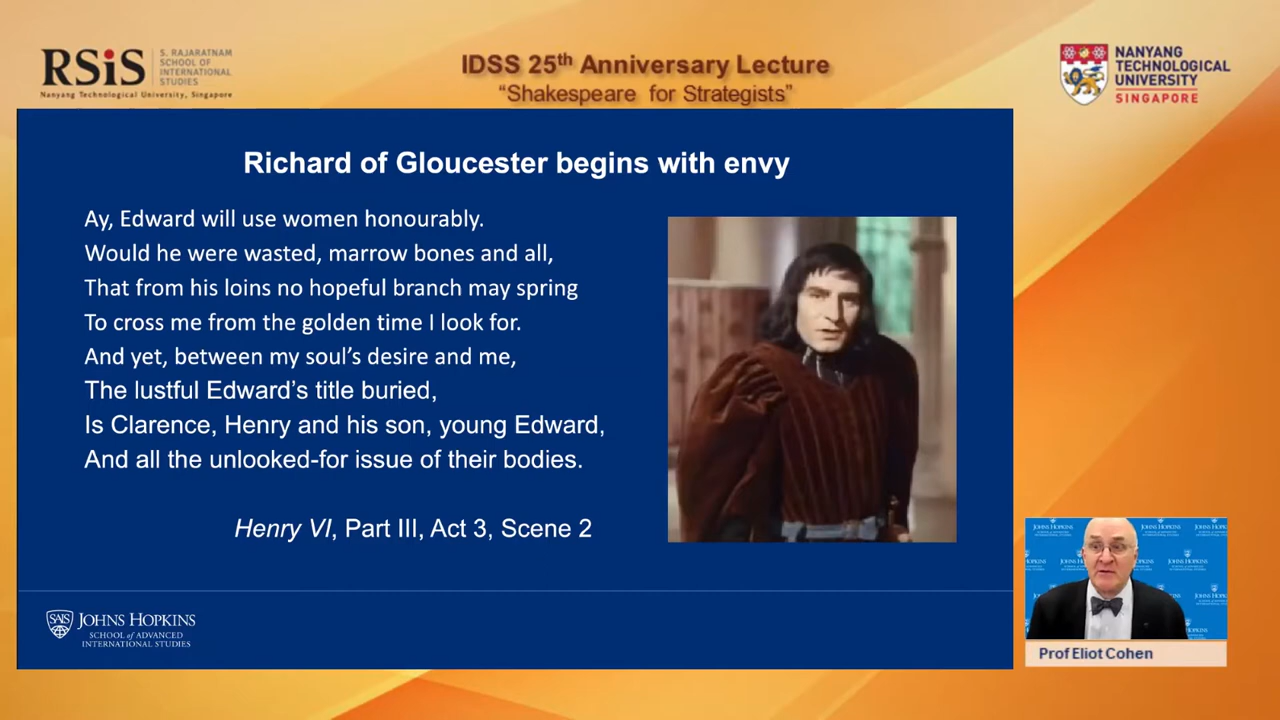 RSiS
S. RAJARATNAM
SCHOOL OF
INTERNATIONAL
STUDIES
Nanyang Technological University, Singapore
IDSS 25th Anniversary Lecture
“Shakespeare for Strategists”
NANYANG
TECHNOLOGICAL
UNIVERSITY
SINGAPORE
Richard of Gloucester begins with envy
Ay, Edward will use women honourably.
Would he were wasted, marrow bones and all,
That from his loins no hopeful branch may spring
To cross me from the golden time I look for.
And yet, between my soul’s desire and me,
The lustful Edward’s title buried,
Is Clarence, Henry and his son, young Edward,
And all the unlooked-for issue of their bodies.
Henry VI, Part III, Act 3, Scene 2
SAIS
JOHNS HOPKINS
SCHOOL of ADVANCED
INTERNATIONAL STUDIES
JOHNS HOPKINS
Prof Eliot Cohen